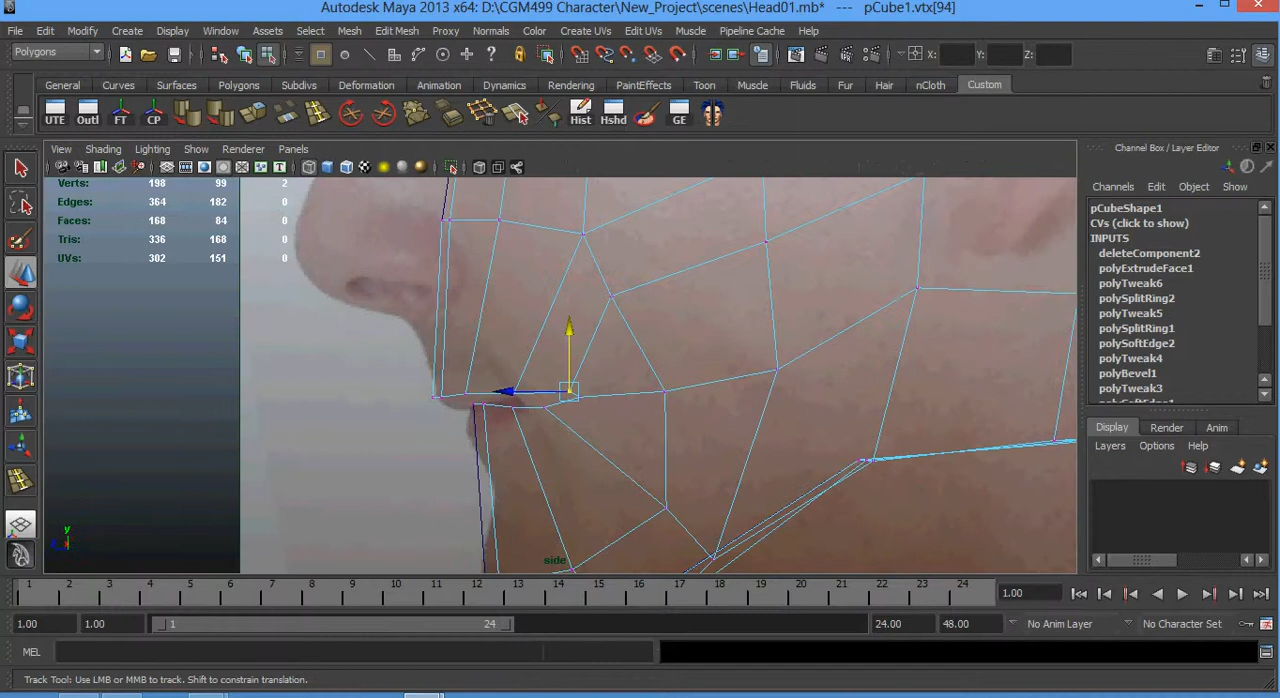 Autodesk Maya 2013 x64: D:\CGM499 Character\New_Project\scenes\Head01.mb* --- pCube1.vtx[94]
File Edit Modify Create Display Window Assets Select Mesh Edit Mesh Proxy Normals Color Create UVs Edit UVs Muscle Pipeline Cache Help
Polygons X: Y: Z:
General Curves Surfaces Polygons Subdivs Deformation Animation Dynamics Rendering PaintEffects Toon Muscle Fluids Fur Hair nCloth Custom
UTE Outl FT CP Hist Hshd GE
View Shading Lighting Show Renderer Panels
Channel Box / Layer Editor
Channels Edit Object Show
Verts: 198 99 2
Edges: 364 182 0
Faces: 168 84 0
Tris: 336 168 0
UVs: 302 151 0
pCubeShape1
CVs (click to show)
INPUTS
deleteComponent2
polyExtrudeFace1
polyTweak6
polySplitRing2
polyTweak5
polySplitRing1
polySoftEdge2
polyTweak4
polyBevel1
polyTweak3
Display Render Anim
Layers Options Help
y
side
1 2 3 4 5 6 7 8 9 10 11 12 13 14 15 16 17 18 19 20 21 22 23 24
1.00
1.00 1.00 1 24 24.00 48.00 No Anim Layer No Character Set
MEL
Track Tool: Use LMB or MMB to track. Shift to constrain translation.